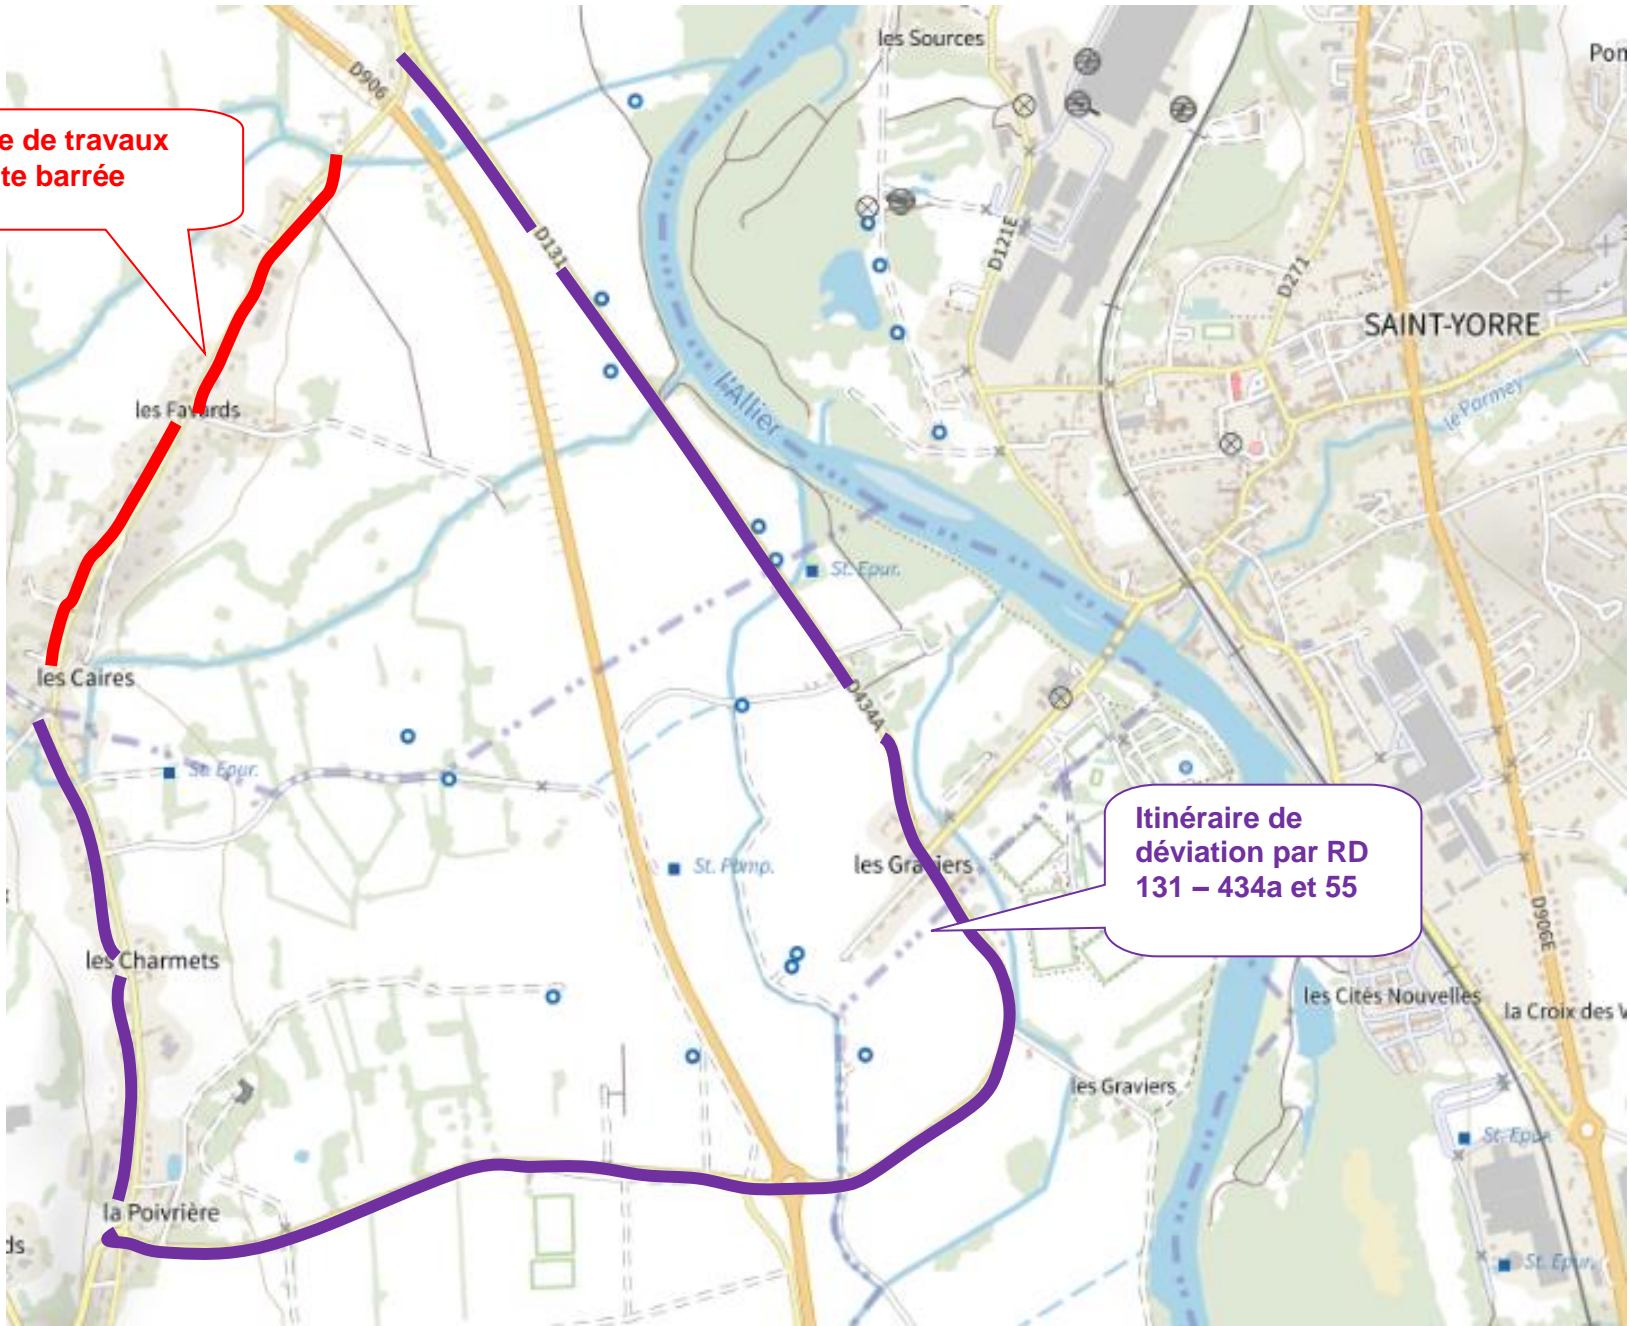 les Sources
Pon
D906
e de travaux
te barrée
D131
D121E
D271
SAINT-YORRE
l'Allier
le Pormey
les Favards
St. Epur.
les Caires
D434A
St. Epur.
Itinéraire de
déviation par RD
131 – 434a et 55
les Graviers
St. Pomp.
D906E
les Charmets
les Cités Nouvelles
la Croix des V
les Graviers
St. Epur.
la Poivrière
ds
St. Epur.